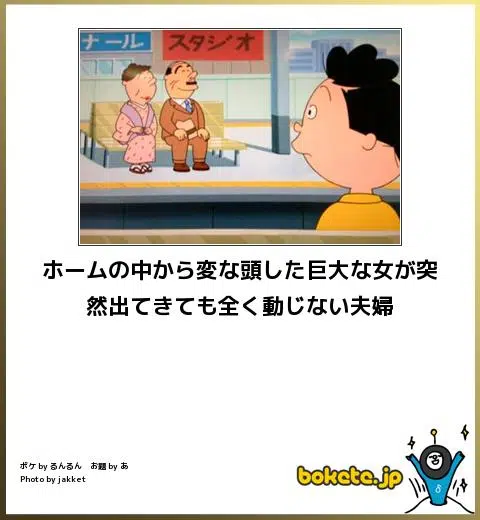 ナール スタジオ
ホームの中から変な頭した巨大な女が突
然出てきても全く動じない夫婦
ボケ by るんるん お題 by あ
Photo by jakket
bokete.jp